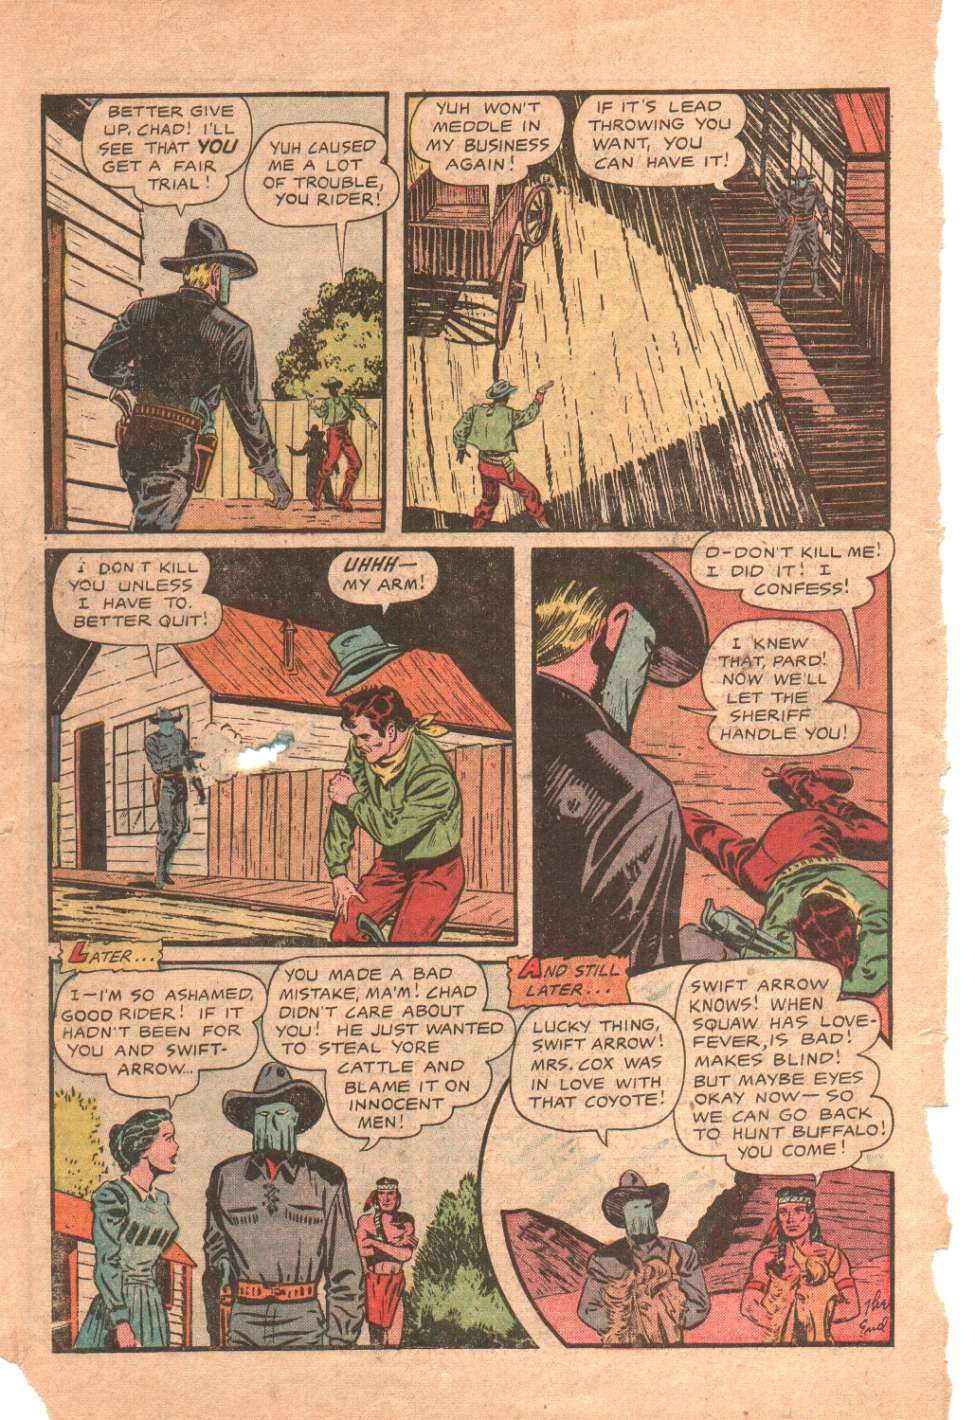 BETTER GIVE
UP, CHAD! I'LL
SEE THAT YOU
GET A FAIR
TRIAL!
YUH CAUSED
ME A LOT
OF TROUBLE,
YOU RIDER!
YUH WON'T
MEDDLE IN
MY BUSINESS
AGAIN!
IF IT'S LEAD
THROWING YOU
WANT, YOU
CAN HAVE IT!
I DON'T KILL
YOU UNLESS
I HAVE TO.
BETTER QUIT!
UHHH—
MY ARM!
D-DON'T KILL ME!
I DID IT! I
CONFESS!
I KNEW
THAT, PARD!
NOW WE'LL
LET THE
SHERIFF
HANDLE YOU!
LATER...
I—I'M SO ASHAMED,
GOOD RIDER! IF IT
HADN'T BEEN FOR
YOU AND SWIFT-
ARROW...
YOU MADE A BAD
MISTAKE, MA'M! CHAD
DIDN'T CARE ABOUT
YOU! HE JUST WANTED
TO STEAL YORE
CATTLE AND
BLAME IT ON
INNOCENT
MEN!
AND STILL
LATER...
LUCKY THING,
SWIFT ARROW!
MRS. COX WAS
IN LOVE WITH
THAT COYOTE!
SWIFT ARROW
KNOWS! WHEN
SQUAW HAS LOVE-
FEVER, IS BAD!
MAKES BLIND!
BUT MAYBE EYES
OKAY NOW—SO
WE CAN GO BACK
TO HUNT BUFFALO!
YOU COME!
The
End